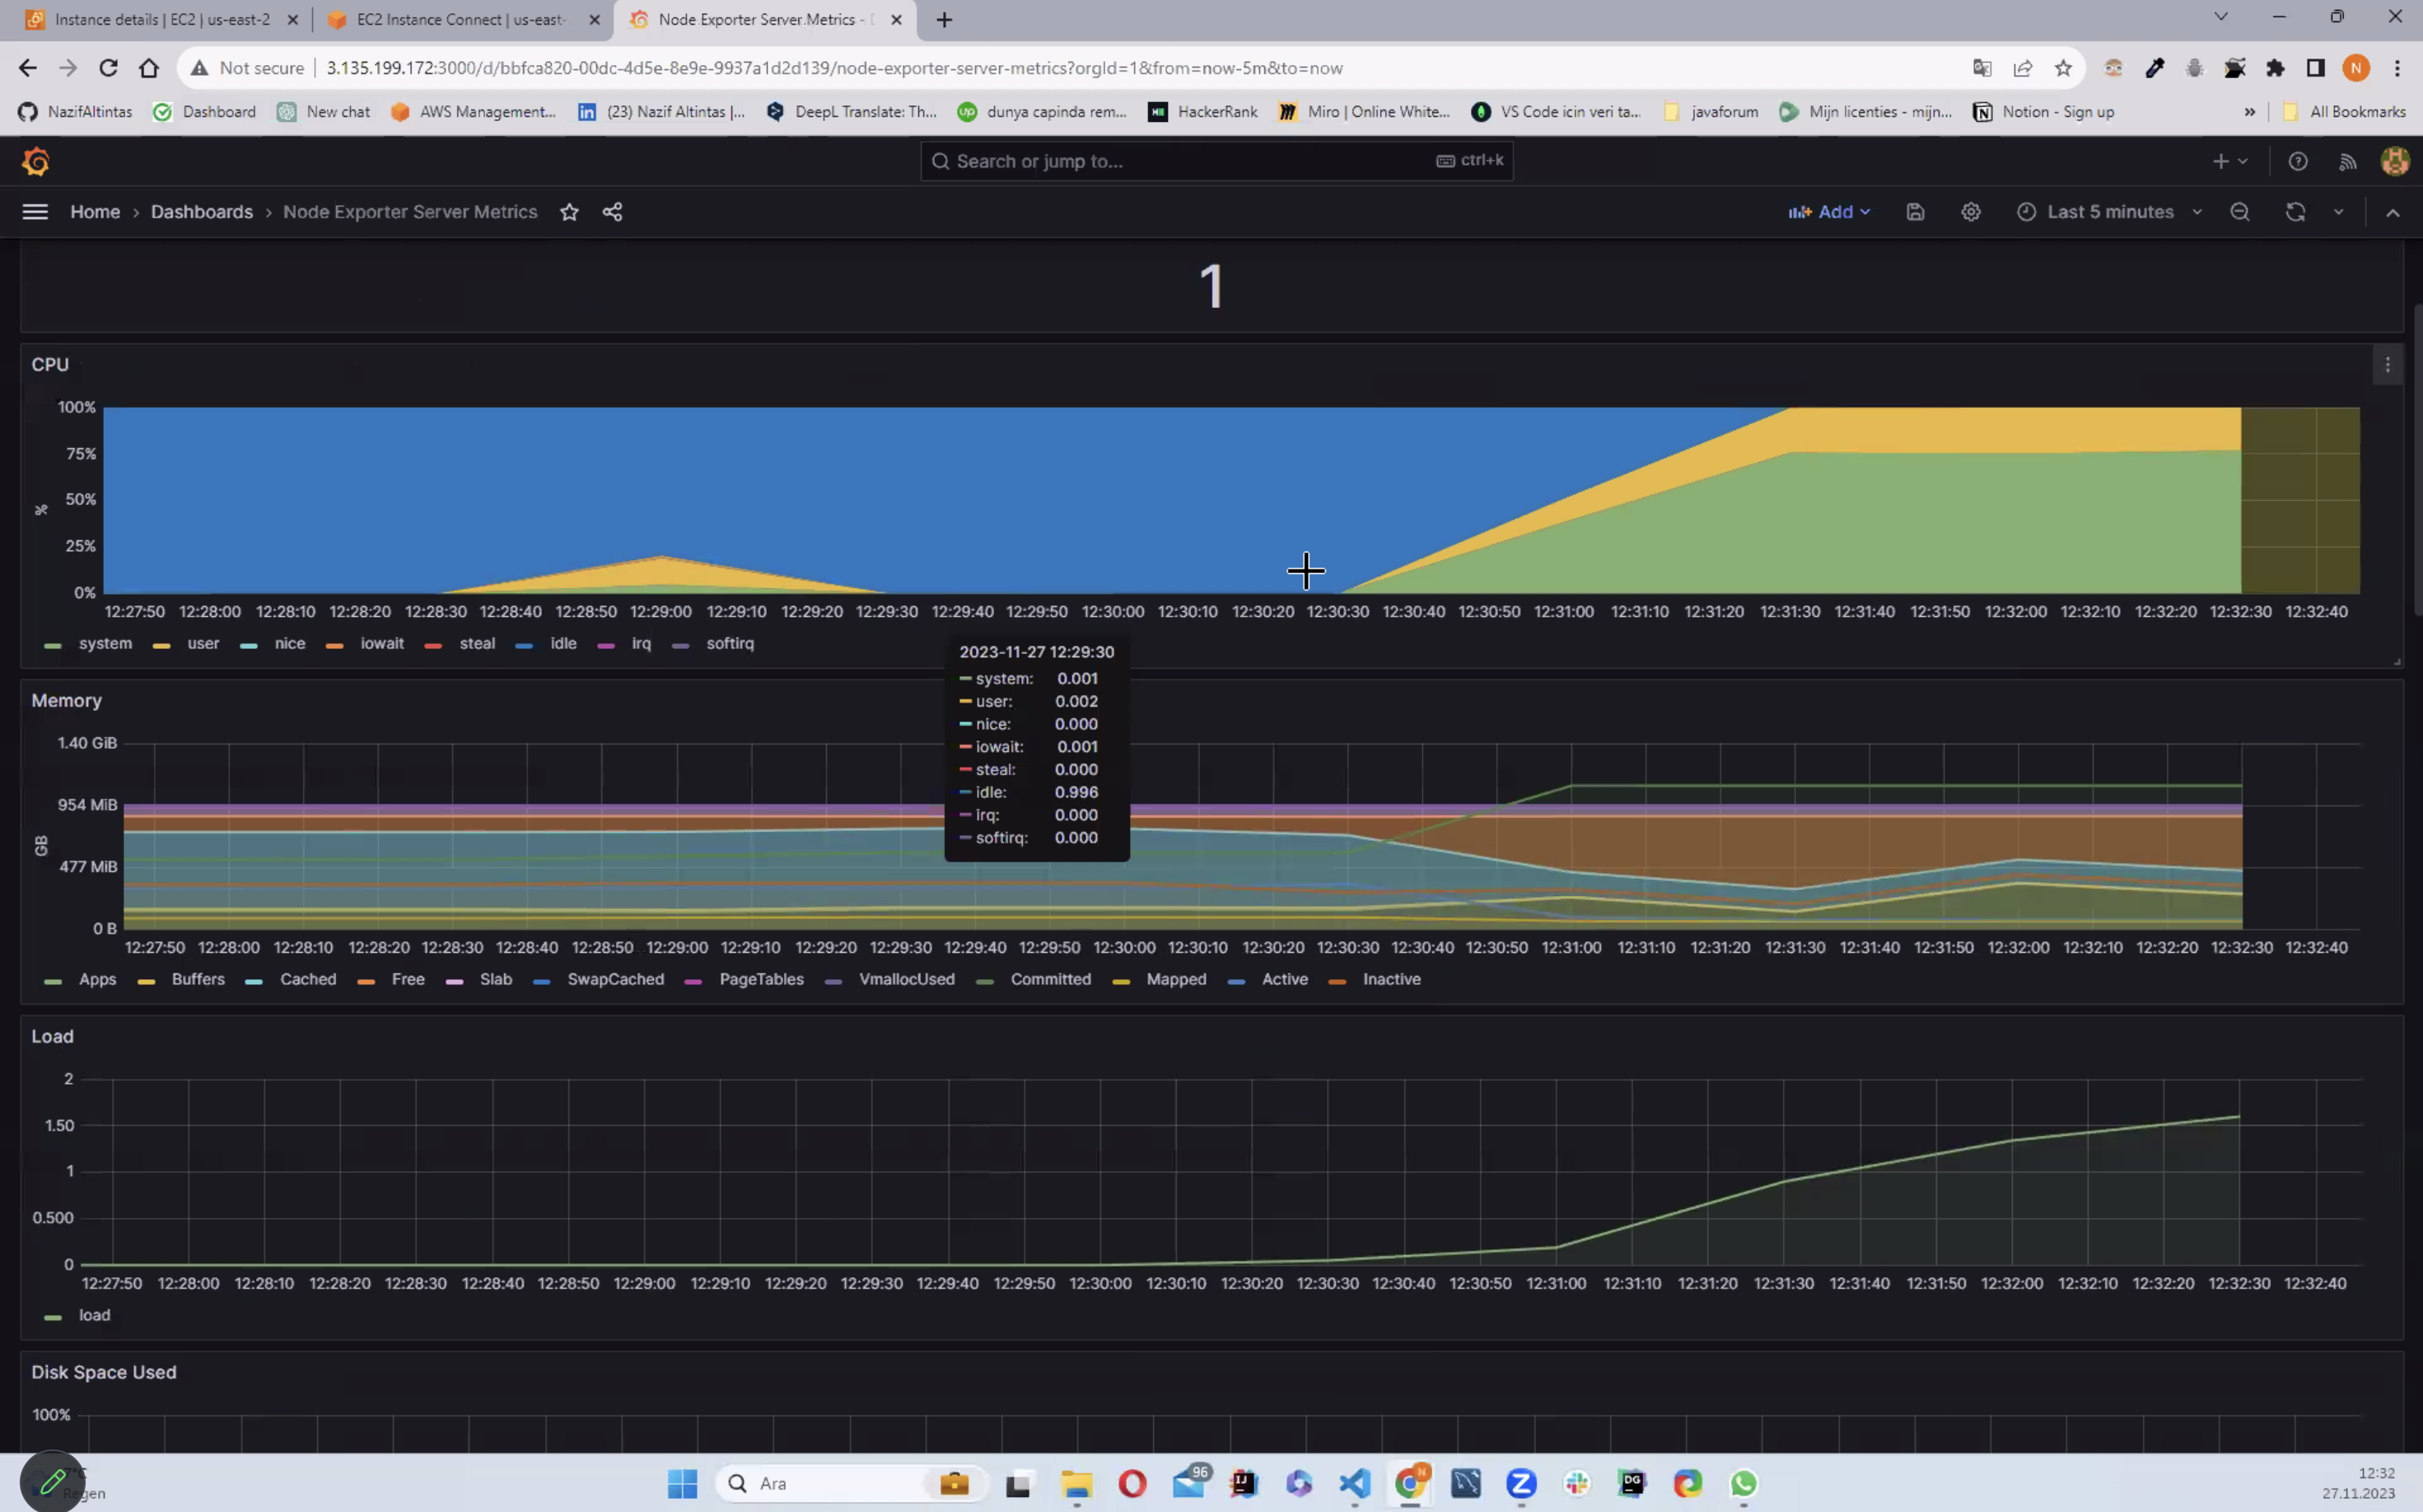 Instance details | EC2 | us-east-2
EC2 Instance Connect | us-east-
Node Exporter Server Metrics -
Not secure
3.135.199.172:3000/d/bbfca820-00dc-4d5e-8e9e-9937a1d2d139/node-exporter-server-metrics?orgId=1&from=now-5m&to=now
N
NazifAltintas
Dashboard
New chat
AWS Management...
(23) Nazif Altintas |...
DeepL Translate: Th...
dunya capinda rem...
HackerRank
Miro | Online White...
VS Code icin veri ta...
javaforum
Mijn licenties - mijn...
Notion - Sign up
All Bookmarks
Search or jump to...
ctrl+k
Home › Dashboards › Node Exporter Server Metrics
Add
Last 5 minutes
1
CPU
100%
75%
50%
25%
0%
%
12:27:50 12:28:00 12:28:10 12:28:20 12:28:30 12:28:40 12:28:50 12:29:00 12:29:10 12:29:20 12:29:30 12:29:40 12:29:50 12:30:00 12:30:10 12:30:20 12:30:30 12:30:40 12:30:50 12:31:00 12:31:10 12:31:20 12:31:30 12:31:40 12:31:50 12:32:00 12:32:10 12:32:20 12:32:30 12:32:40
system user nice iowait steal idle irq softirq
2023-11-27 12:29:30
system: 0.001
user: 0.002
nice: 0.000
iowait: 0.001
steal: 0.000
idle: 0.996
irq: 0.000
softirq: 0.000
Memory
1.40 GiB
954 MiB
477 MiB
0 B
GB
12:27:50 12:28:00 12:28:10 12:28:20 12:28:30 12:28:40 12:28:50 12:29:00 12:29:10 12:29:20 12:29:30 12:29:40 12:29:50 12:30:00 12:30:10 12:30:20 12:30:30 12:30:40 12:30:50 12:31:00 12:31:10 12:31:20 12:31:30 12:31:40 12:31:50 12:32:00 12:32:10 12:32:20 12:32:30 12:32:40
Apps Buffers Cached Free Slab SwapCached PageTables VmallocUsed Committed Mapped Active Inactive
Load
2
1.50
1
0.500
0
12:27:50 12:28:00 12:28:10 12:28:20 12:28:30 12:28:40 12:28:50 12:29:00 12:29:10 12:29:20 12:29:30 12:29:40 12:29:50 12:30:00 12:30:10 12:30:20 12:30:30 12:30:40 12:30:50 12:31:00 12:31:10 12:31:20 12:31:30 12:31:40 12:31:50 12:32:00 12:32:10 12:32:20 12:32:30 12:32:40
load
Disk Space Used
100%
Regen
Ara
96
12:32
27.11.2023